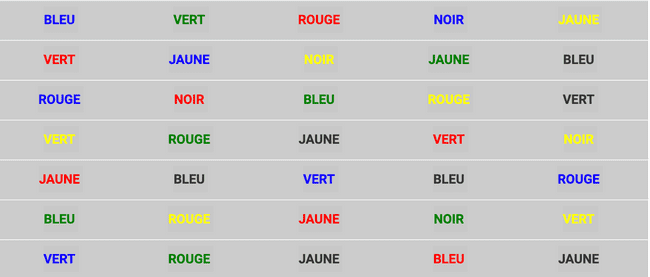 BLEU VERT ROUGE NOIR JAUNE
VERT JAUNE NOIR JAUNE BLEU
ROUGE NOIR BLEU ROUGE VERT
VERT ROUGE JAUNE VERT NOIR
JAUNE BLEU VERT BLEU ROUGE
BLEU ROUGE JAUNE NOIR VERT
VERT ROUGE JAUNE BLEU JAUNE